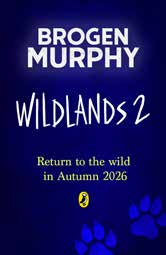 BROGEN
MURPHY
WILDLANDS 2
Return to the wild
in Autumn 2026